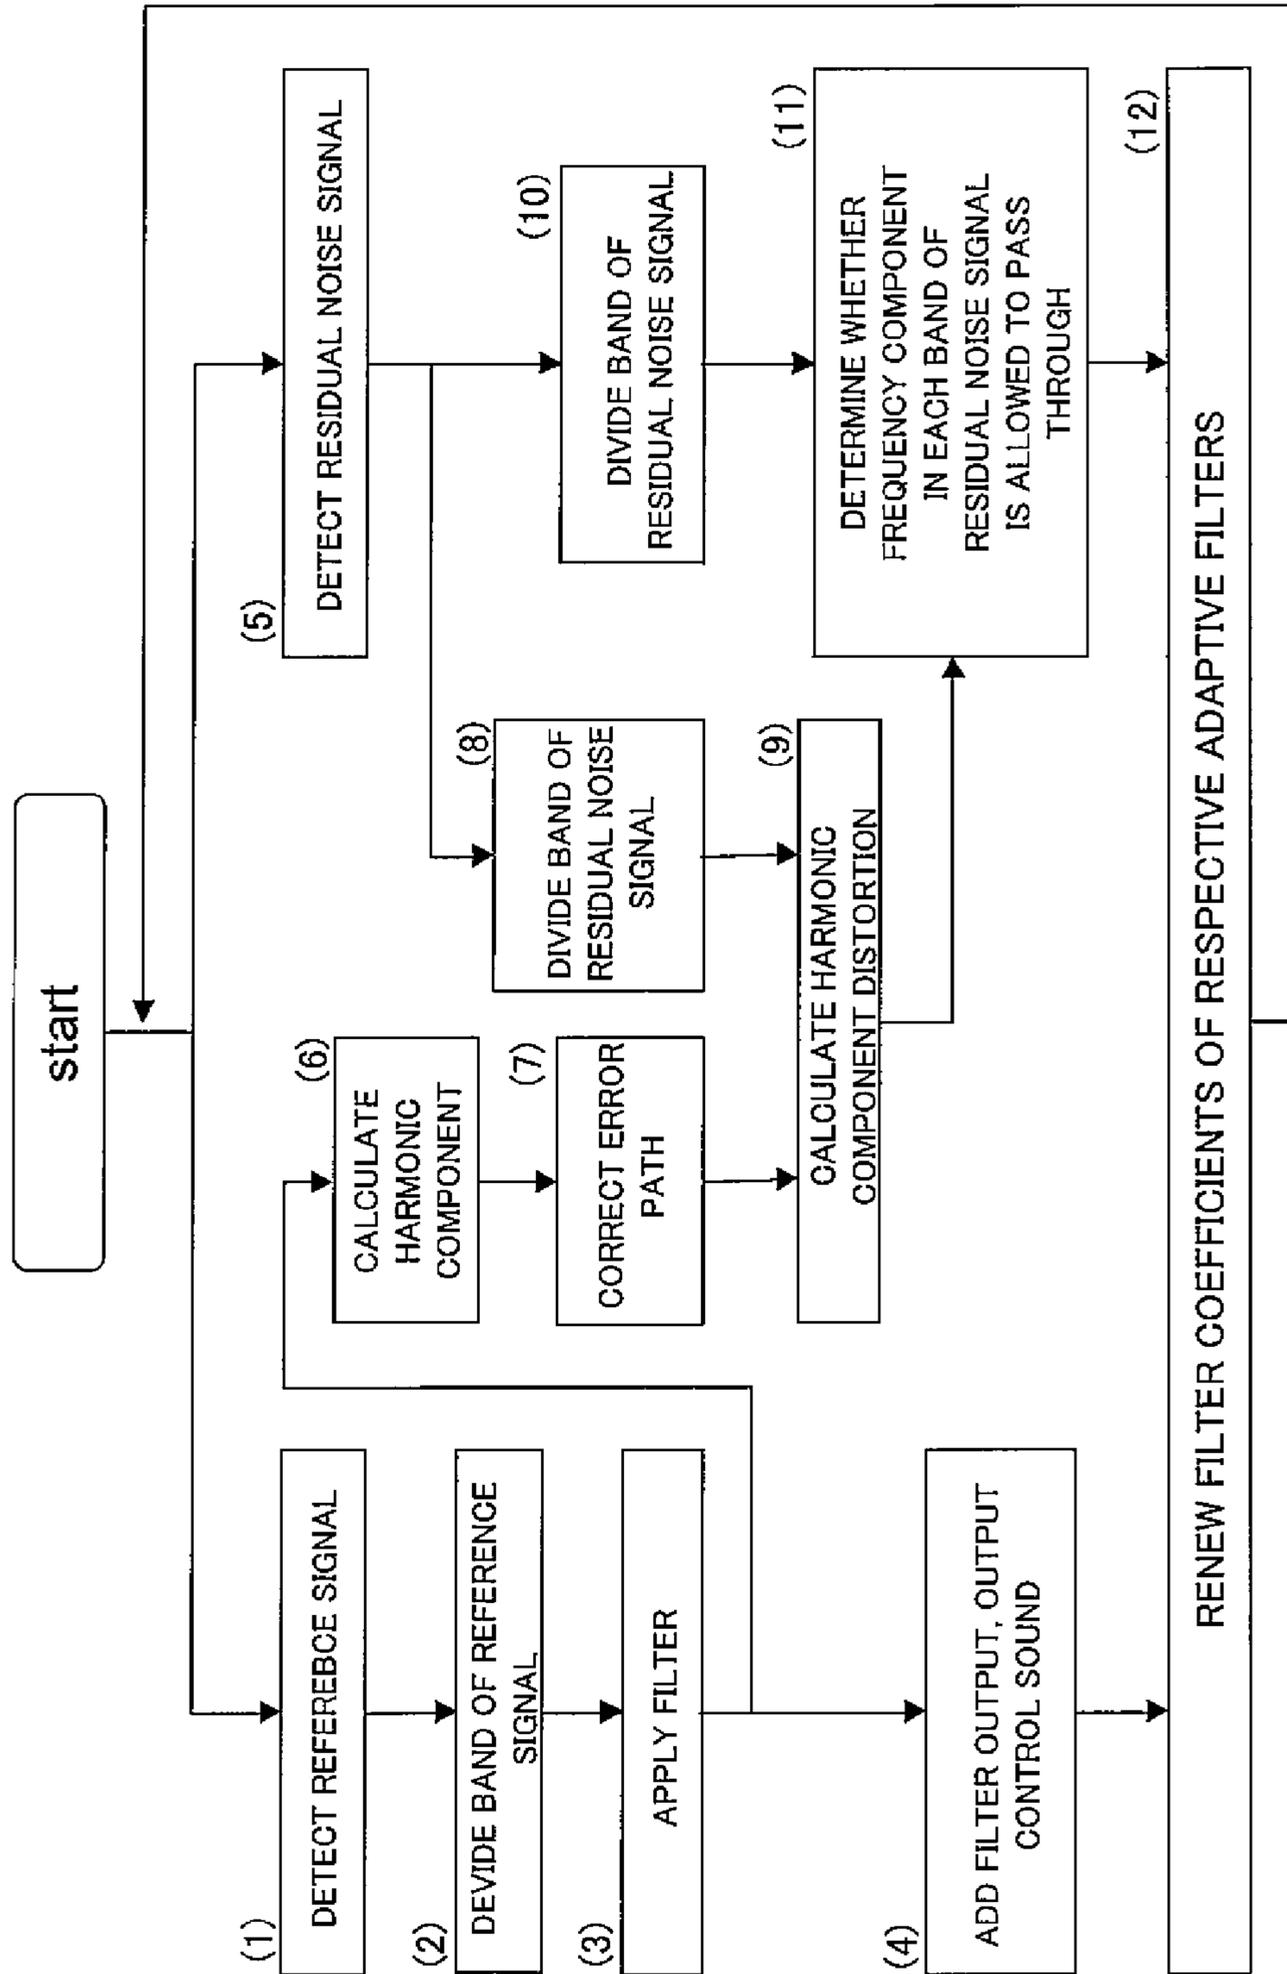 start
(1)
DETECT REFEREBCE SIGNAL
(2)
DEVIDE BAND OF REFERENCE
SIGNAL
(3)
APPLY FILTER
(4)
ADD FILTER OUTPUT, OUTPUT
CONTROL SOUND
(5)
DETECT RESIDUAL NOISE SIGNAL
(6)
CALCULATE
HARMONIC
COMPONENT
(7)
CORRECT ERROR
PATH
(8)
DIVIDE BAND OF
RESIDUAL NOISE
SIGNAL
(9)
CALCULATE HARMONIC
COMPONENT DISTORTION
(10)
DIVIDE BAND OF
RESIDUAL NOISE SIGNAL
(11)
DETERMINE WHETHER
FREQUENCY COMPONENT
IN EACH BAND OF
RESIDUAL NOISE SIGNAL
IS ALLOWED TO PASS
THROUGH
(12)
RENEW FILTER COEFFICIENTS OF RESPECTIVE ADAPTIVE FILTERS